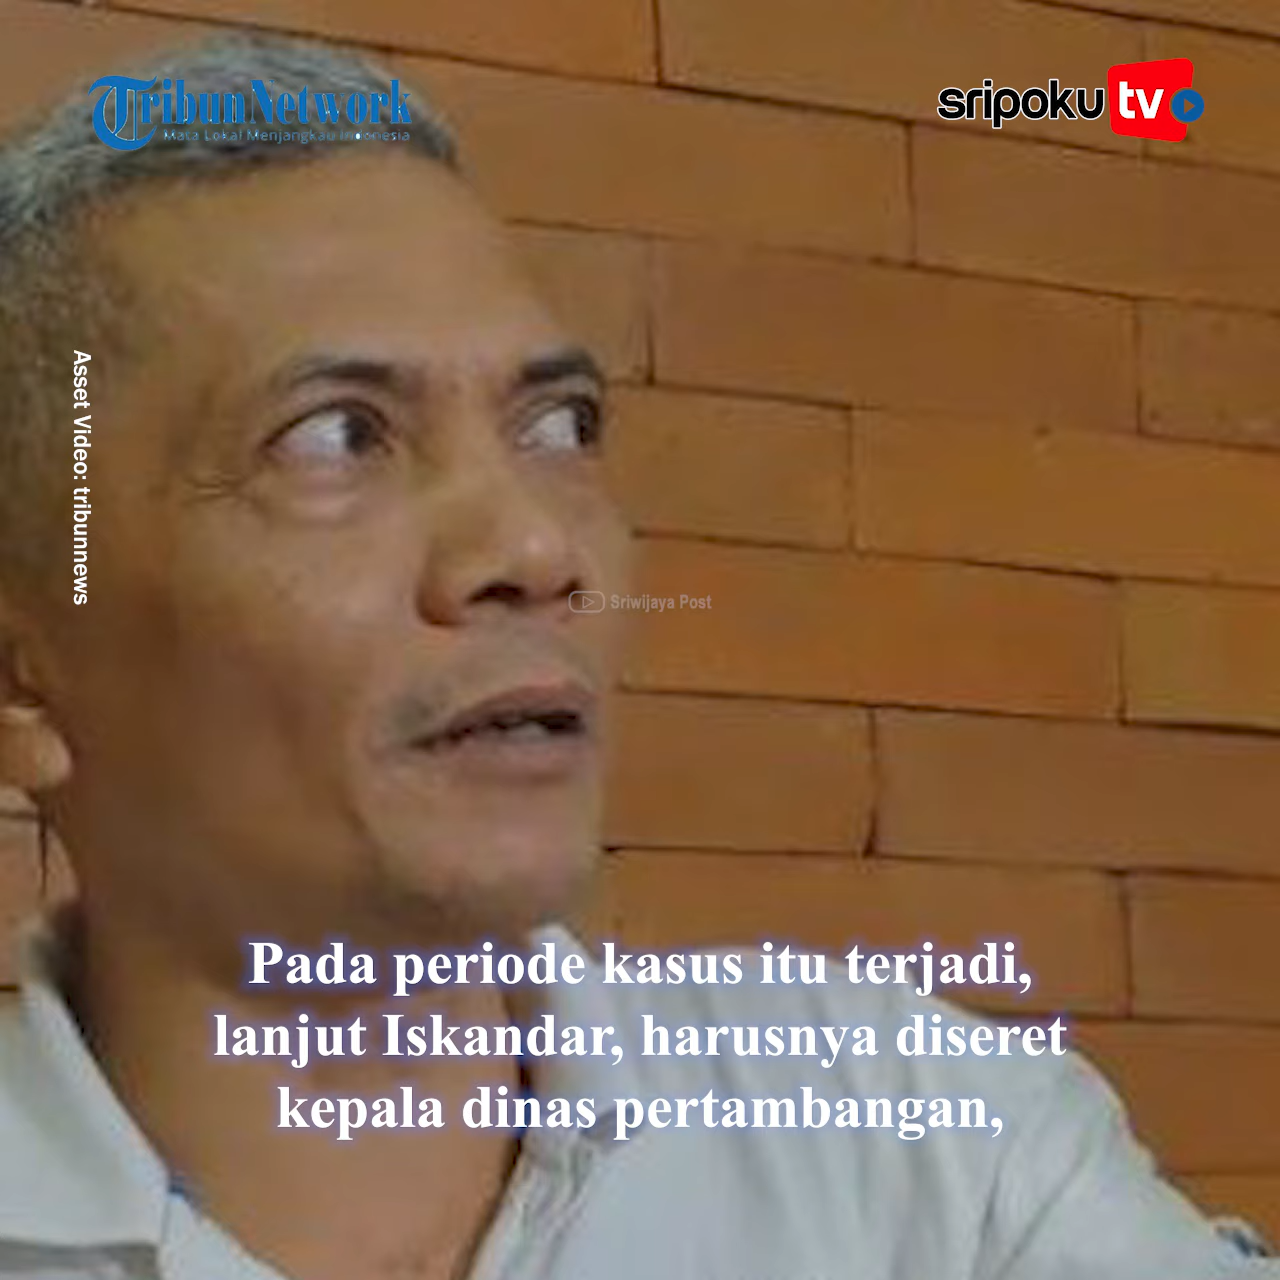 TribunNetwork
Mata Lokal Menjangkau Indonesia
sripoku tv
Asset Video: tribunnews
Sriwijaya Post
Pada periode kasus itu terjadi,
lanjut Iskandar, harusnya diseret
kepala dinas pertambangan,